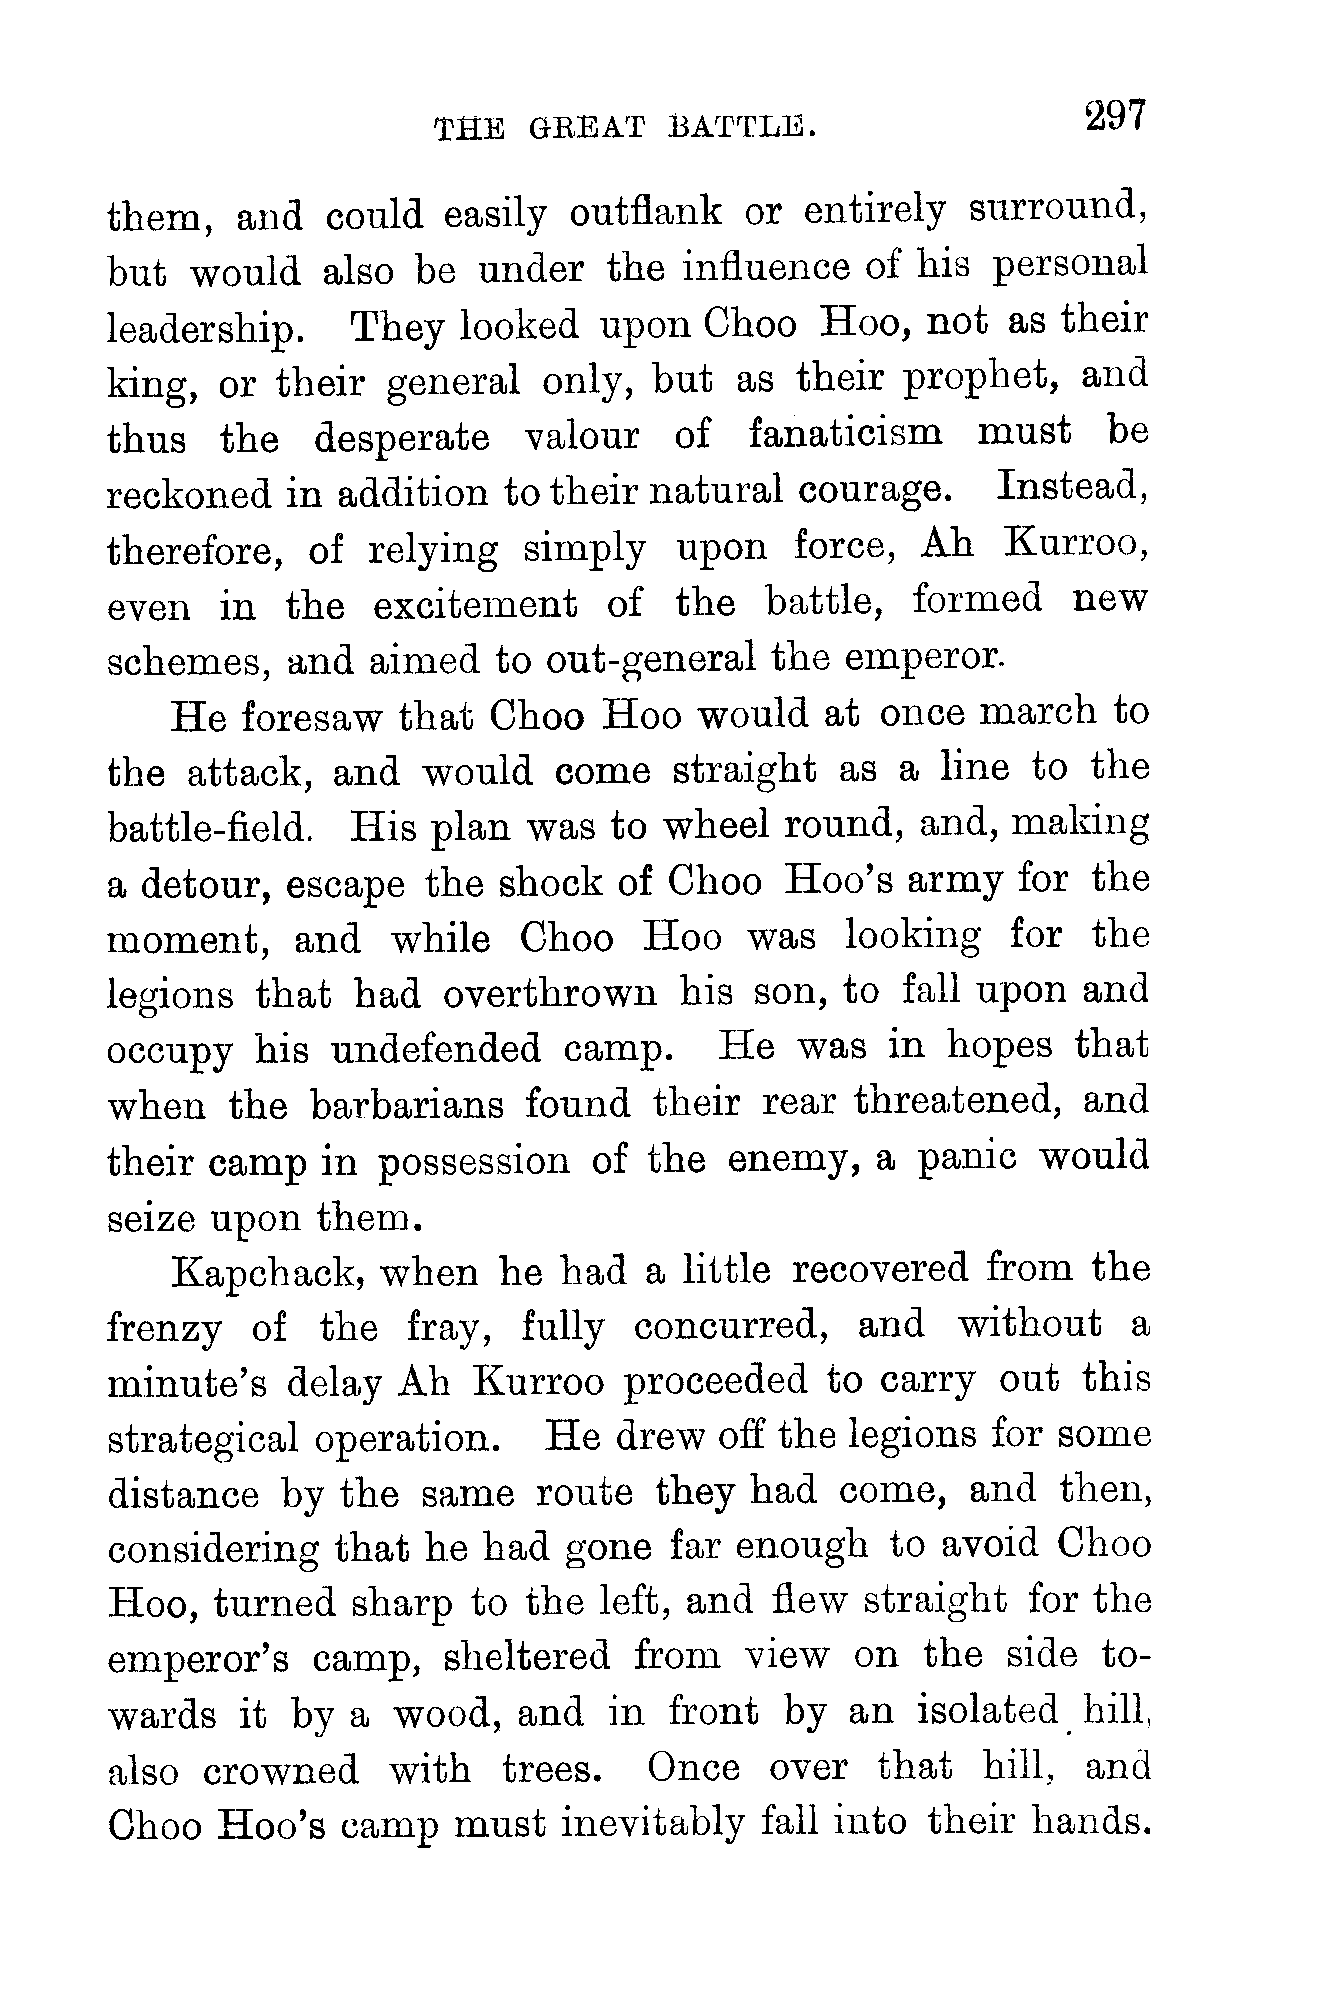 THE GREAT BATTLE. 297
them, and could easily outflank or entirely surround,
but would also be under the influence of his personal
leadership. They looked upon Choo Hoo, not as their
king, or their general only, but as their prophet, and
thus the desperate valour of fanaticism must be
reckoned in addition to their natural courage. Instead,
therefore, of relying simply upon force, Ah Kurroo,
even in the excitement of the battle, formed new
schemes, and aimed to out-general the emperor.
He foresaw that Choo Hoo would at once march to
the attack, and would come straight as a line to the
battle-field. His plan was to wheel round, and, making
a detour, escape the shock of Choo Hoo's army for the
moment, and while Choo Hoo was looking for the
legions that had overthrown his son, to fall upon and
occupy his undefended camp. He was in hopes that
when the barbarians found their rear threatened, and
their camp in possession of the enemy, a panic would
seize upon them.
Kapchack, when he had a little recovered from the
frenzy of the fray, fully concurred, and without a
minute's delay Ah Kurroo proceeded to carry out this
strategical operation. He drew off the legions for some
distance by the same route they had come, and then,
considering that he had gone far enough to avoid Choo
Hoo, turned sharp to the left, and flew straight for the
emperor's camp, sheltered from view on the side to-
wards it by a wood, and in front by an isolated hill,
also crowned with trees. Once over that hill, and
Choo Hoo's camp must inevitably fall into their hands.